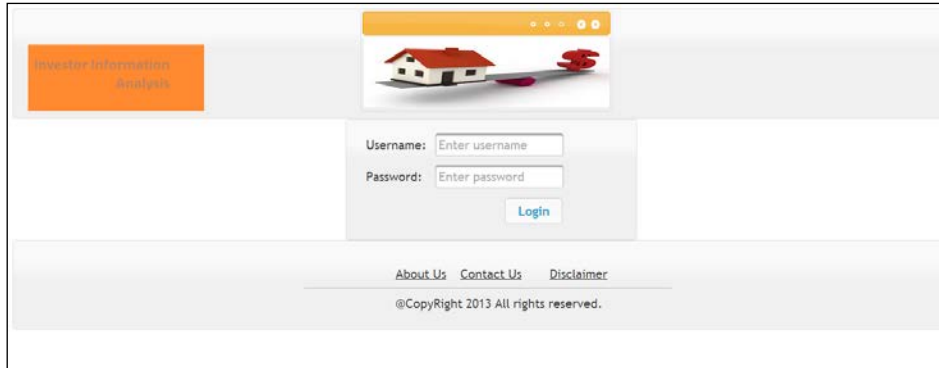 Investor Information
Analysis
Username: Enter username
Password: Enter password
Login
About Us Contact Us Disclaimer
@CopyRight 2013 All rights reserved.